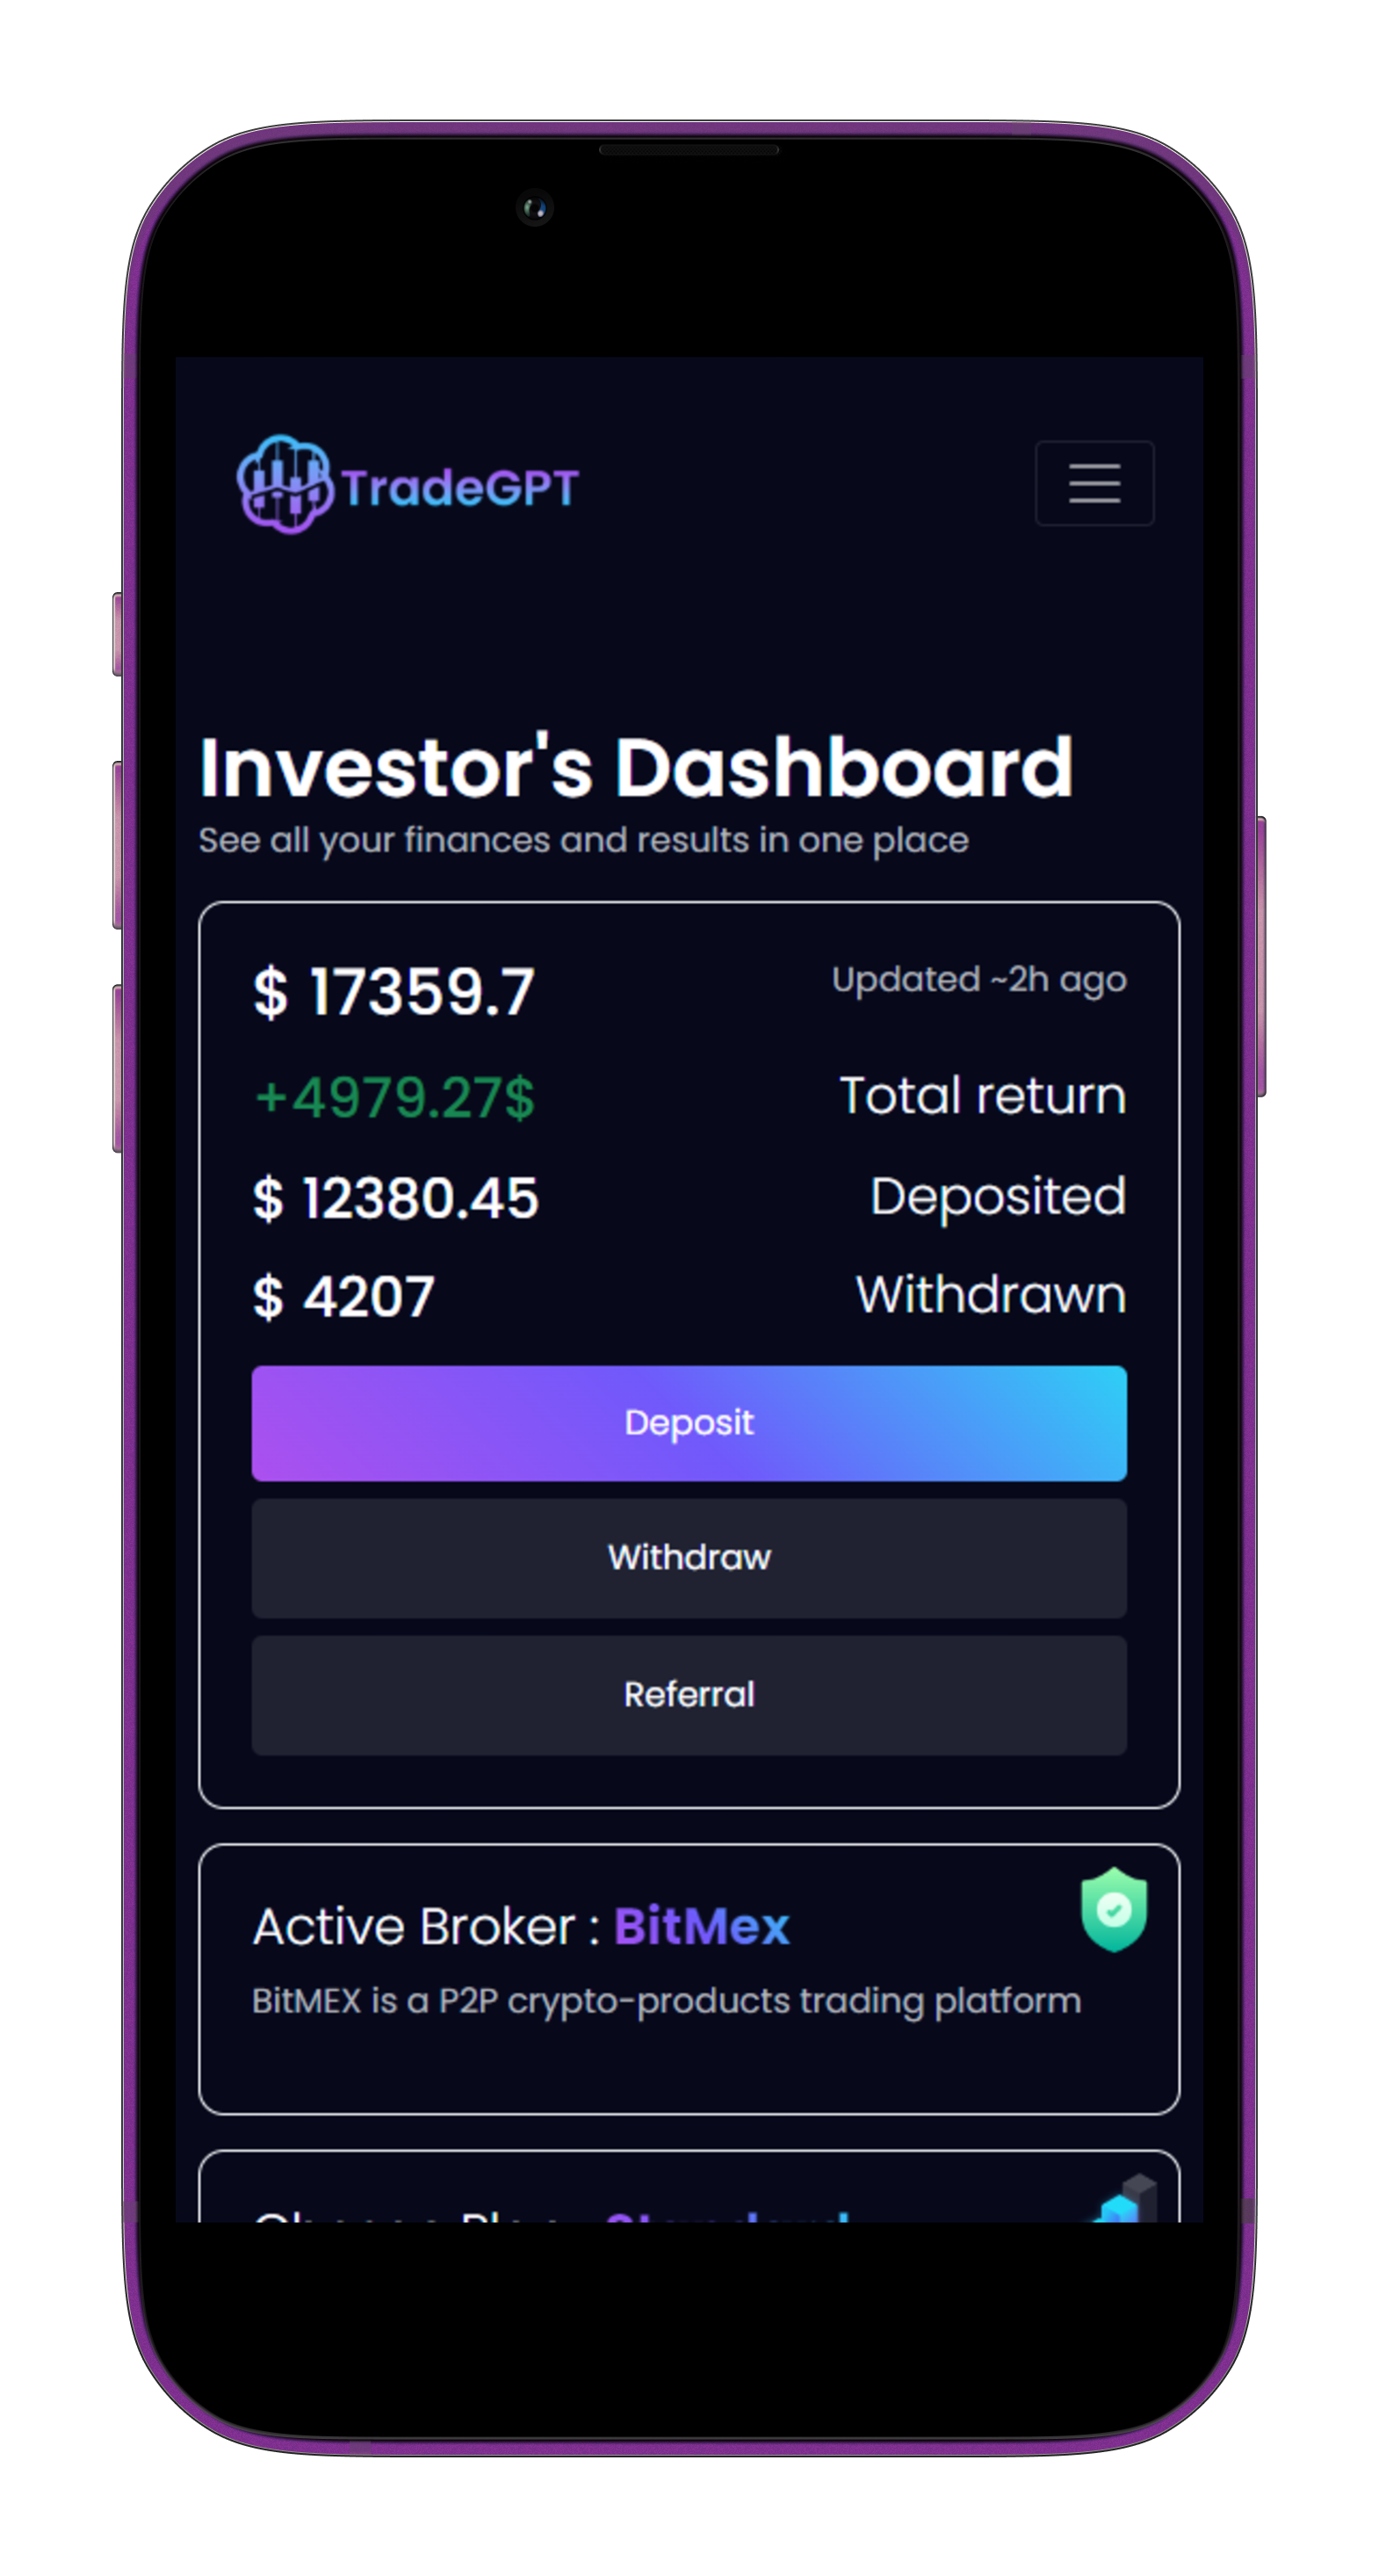 TradeGPT
Investor's Dashboard
See all your finances and results in one place
$ 17359.7 Updated ~2h ago
+4979.27$ Total return
$ 12380.45 Deposited
$ 4207 Withdrawn
Deposit
Withdraw
Referral
Active Broker : BitMex
BitMEX is a P2P crypto-products trading platform